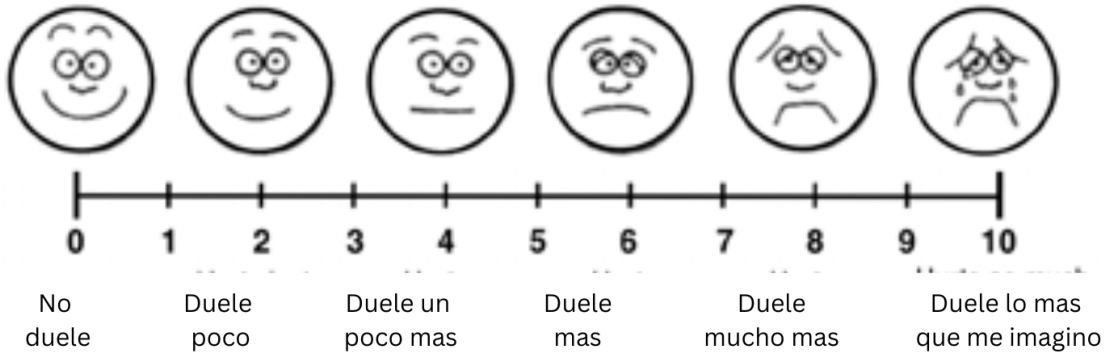 0 1 2 3 4 5 6 7 8 9 10
No Duele Duele un Duele Duele Duele lo mas
duele poco poco mas mas mucho mas que me imagino